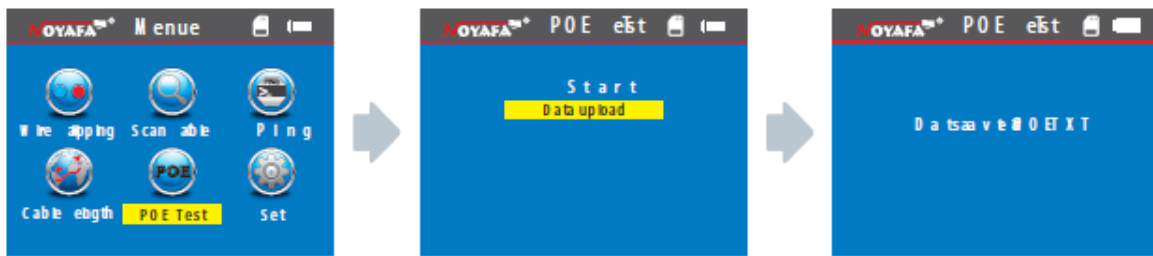 NOYAFA Menue
Wire apping Scan able Ping
POE
Cable ebgth POE Test Set
NOYAFA POE eTst
Start
Data upload
NOYAFA POE eTst